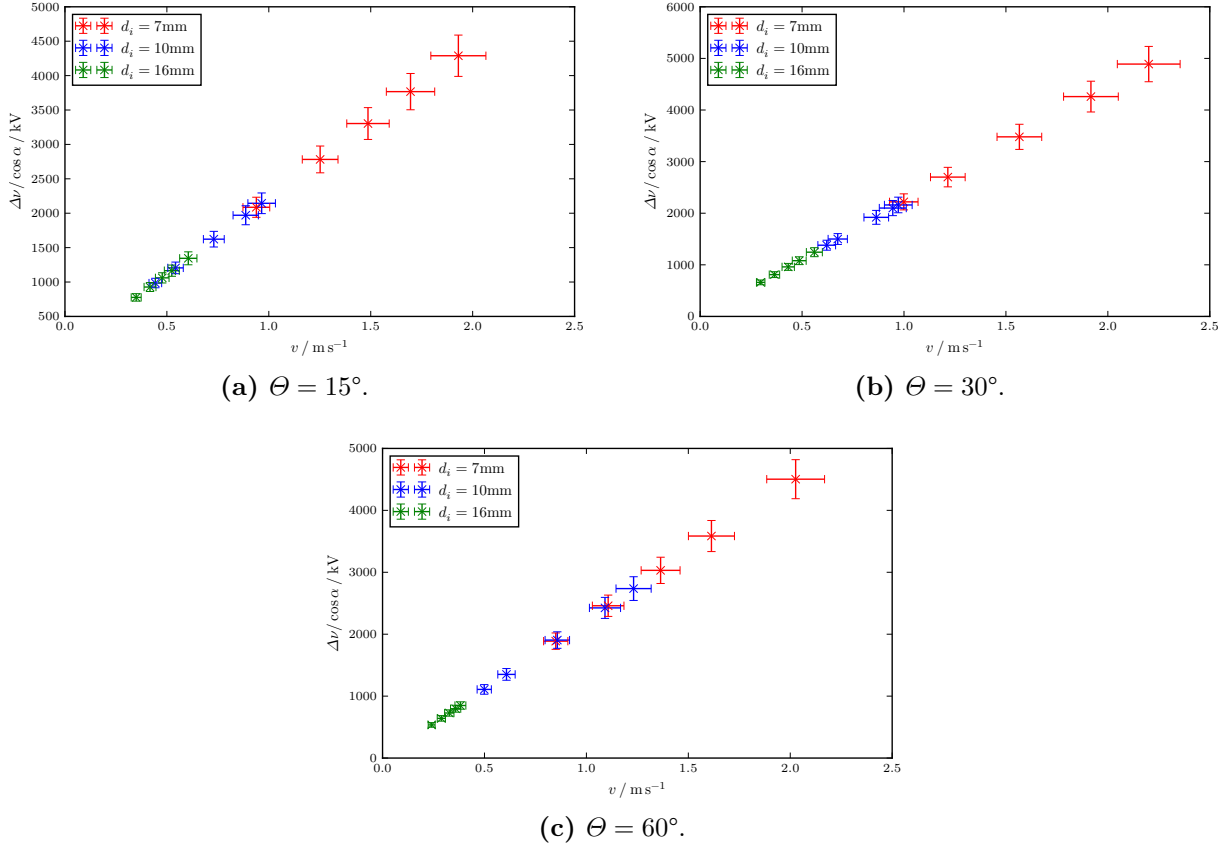 5000
4500
4000
3500
3000
2500
2000
1500
1000
500
0.0 0.5 1.0 1.5 2.0 2.5
Δν/ cos α / kV
v / m s⁻¹
d_i = 7mm
d_i = 10mm
d_i = 16mm
(a) Θ = 15°.
6000
5000
4000
3000
2000
1000
0
0.0 0.5 1.0 1.5 2.0 2.5
Δν/ cos α / kV
v / m s⁻¹
d_i = 7mm
d_i = 10mm
d_i = 16mm
(b) Θ = 30°.
5000
4000
3000
2000
1000
0
0.0 0.5 1.0 1.5 2.0 2.5
Δν/ cos α / kV
v / m s⁻¹
d_i = 7mm
d_i = 10mm
d_i = 16mm
(c) Θ = 60°.